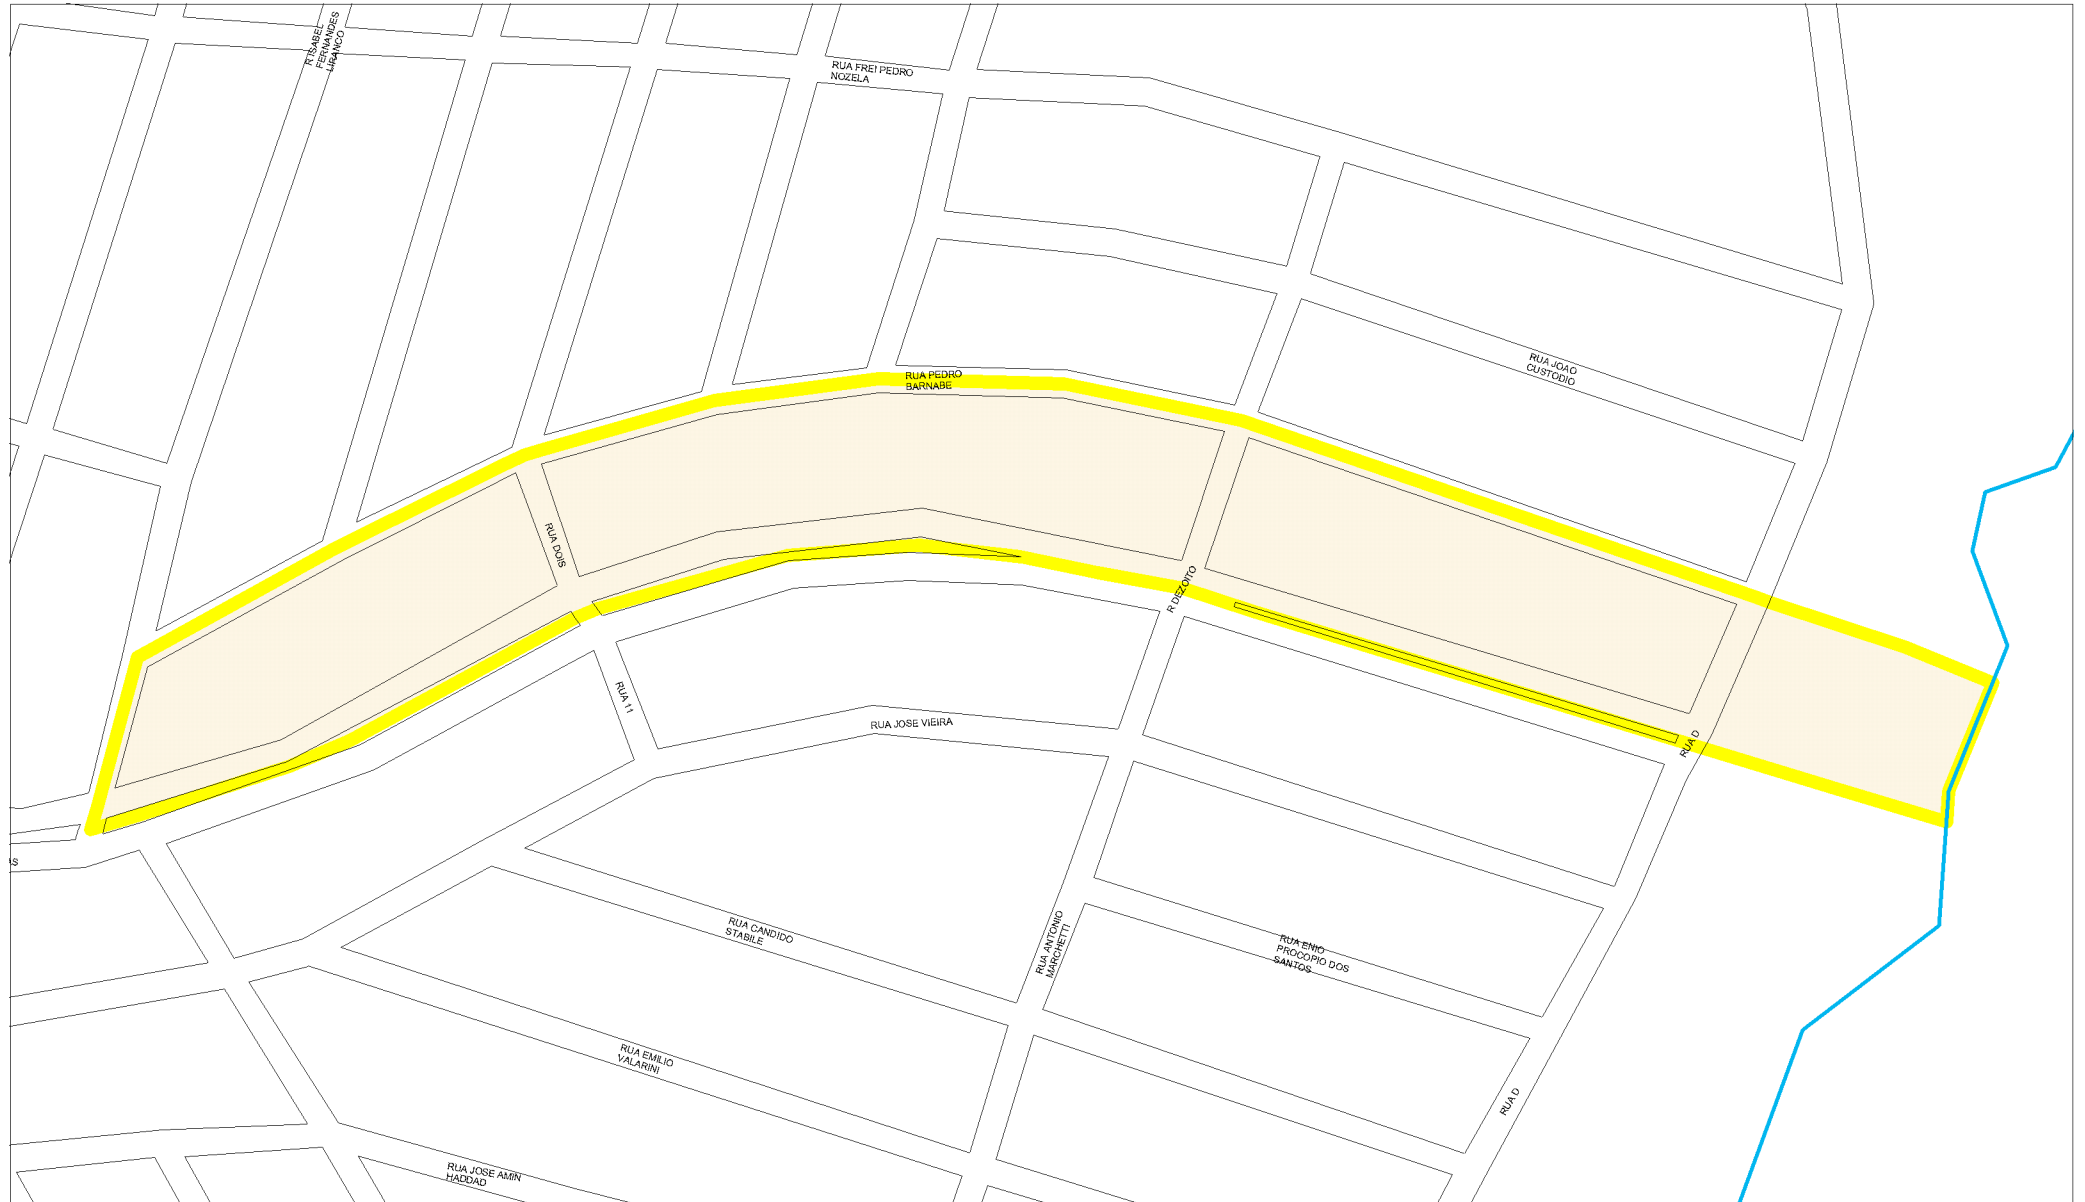 R ISABEL
FERNANDES
LIRANCO
RUA FREI PEDRO
NOZELA
RUA JOAO
CUSTODIO
RUA PEDRO
BARNABE
RUA DOIS
R DEZOITO
RUA 11
RUA JOSE VIEIRA
RUA D
AS
RUA CANDIDO
STABILE
RUA ANTONIO
MARCHETTI
RUA ENIO
PROCOPIO DOS
SANTOS
RUA EMILIO
VALARINI
RUA D
RUA JOSE AMIN
HADDAD